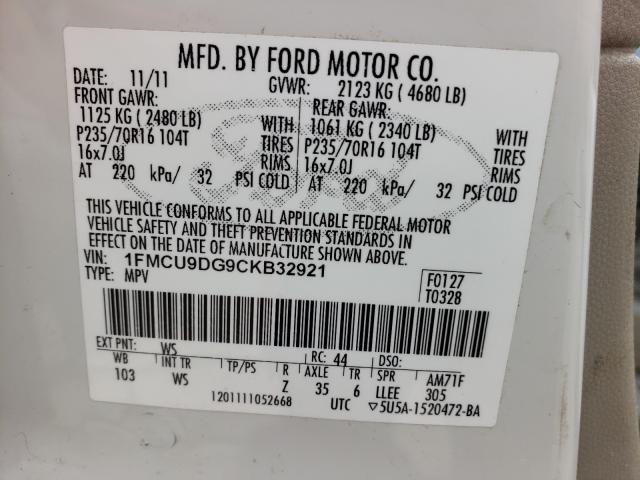 MFD. BY FORD MOTOR CO.
DATE: 11/11 GVWR: 2123 KG ( 4680 LB)
FRONT GAWR: REAR GAWR:
1125 KG ( 2480 LB) WITH 1061 KG ( 2340 LB) WITH
P235/70R16 104T TIRES P235/70R16 104T TIRES
16x7.0J RIMS 16x7.0J RIMS
AT 220 kPa/ 32 PSI COLD AT 220 kPa/ 32 PSI COLD
Ford
THIS VEHICLE CONFORMS TO ALL APPLICABLE FEDERAL MOTOR
VEHICLE SAFETY AND THEFT PREVENTION STANDARDS IN
EFFECT ON THE DATE OF MANUFACTURE SHOWN ABOVE.
VIN: 1FMCU9DG9CKB32921
TYPE: MPV
F0127
T0328
EXT PNT: WS RC: 44 DSO:
WB INT TR TP/PS R AXLE TR SPR AM71F
103 WS Z 35 6 LLEE 305
1201111052668 UTC ▽5U5A-1520472-BA